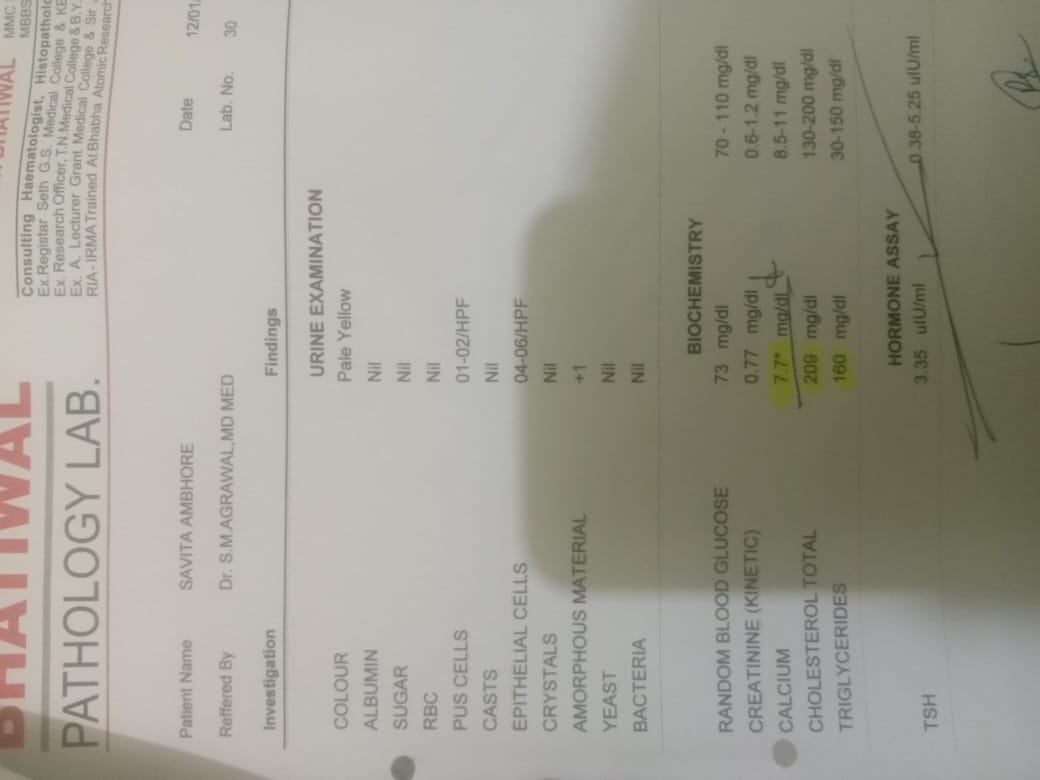 BHATIWAL
PATHOLOGY LAB.
BHATIWAL
MMC
MBBS
Consulting Haematologist, Histopatholo
Ex.Registar Seth G.S. Medical College & KE
Ex. Research Officer, T.N.Medical College & B.Y.
Ex. A. Lecturer Grant Medical College & Sir
RIA - IRMA Trained At Bhabha Atomic Research
Patient Name SAVITA AMBHORE Date 12/01/
Reffered By Dr. S.M.AGRAWAL,MD MED Lab. No. 30
Investigation Findings
URINE EXAMINATION
COLOUR Pale Yellow
ALBUMIN Nil
SUGAR Nil
RBC Nil
PUS CELLS 01-02/HPF
CASTS Nil
EPITHELIAL CELLS 04-06/HPF
CRYSTALS Nil
AMORPHOUS MATERIAL +1
YEAST Nil
BACTERIA Nil
BIOCHEMISTRY
RANDOM BLOOD GLUCOSE 73 mg/dl 70 - 110 mg/dl
CREATININE (KINETIC) 0.77 mg/dl 0.6-1.2 mg/dl
CALCIUM 7.7* mg/dl 8.5-11 mg/dl
CHOLESTEROL TOTAL 209 mg/dl 130-200 mg/dl
TRIGLYCERIDES 160 mg/dl 30-150 mg/dl
HORMONE ASSAY
TSH 3.35 uIU/ml 0.38-5.25 uIU/ml